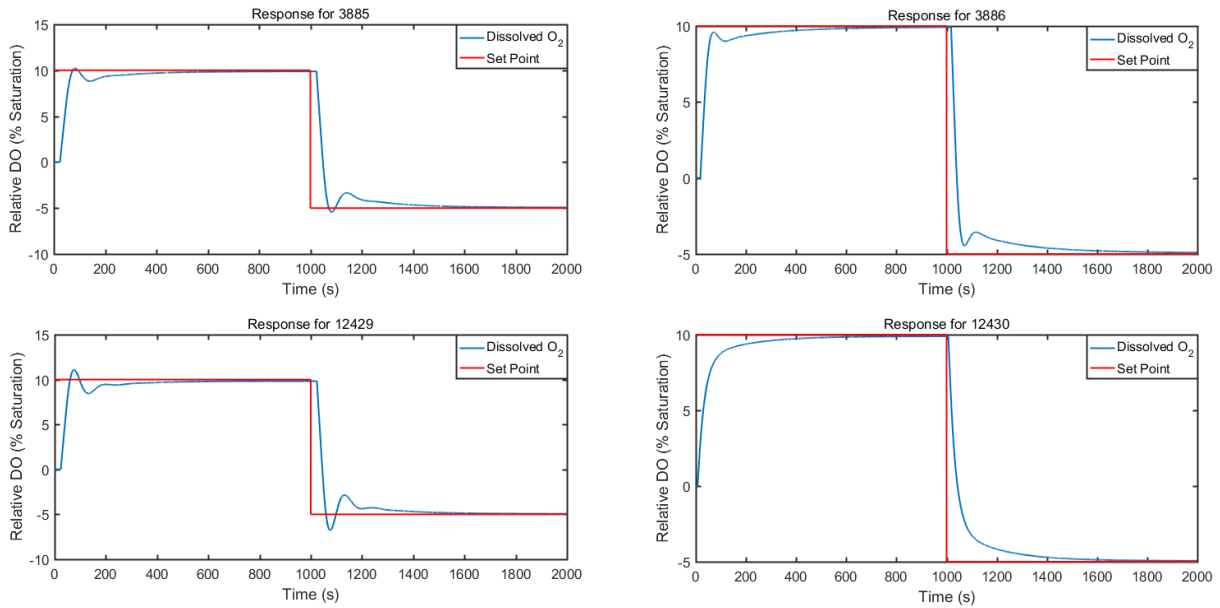 Response for 3885
15
10
5
0
-5
-10
Relative DO (% Saturation)
Dissolved O2
Set Point
0 200 400 600 800 1000 1200 1400 1600 1800 2000
Time (s)
Response for 3886
10
5
0
-5
Relative DO (% Saturation)
Dissolved O2
Set Point
0 200 400 600 800 1000 1200 1400 1600 1800 2000
Time (s)
Response for 12429
15
10
5
0
-5
-10
Relative DO (% Saturation)
Dissolved O2
Set Point
0 200 400 600 800 1000 1200 1400 1600 1800 2000
Time (s)
Response for 12430
10
5
0
-5
Relative DO (% Saturation)
Dissolved O2
Set Point
0 200 400 600 800 1000 1200 1400 1600 1800 2000
Time (s)